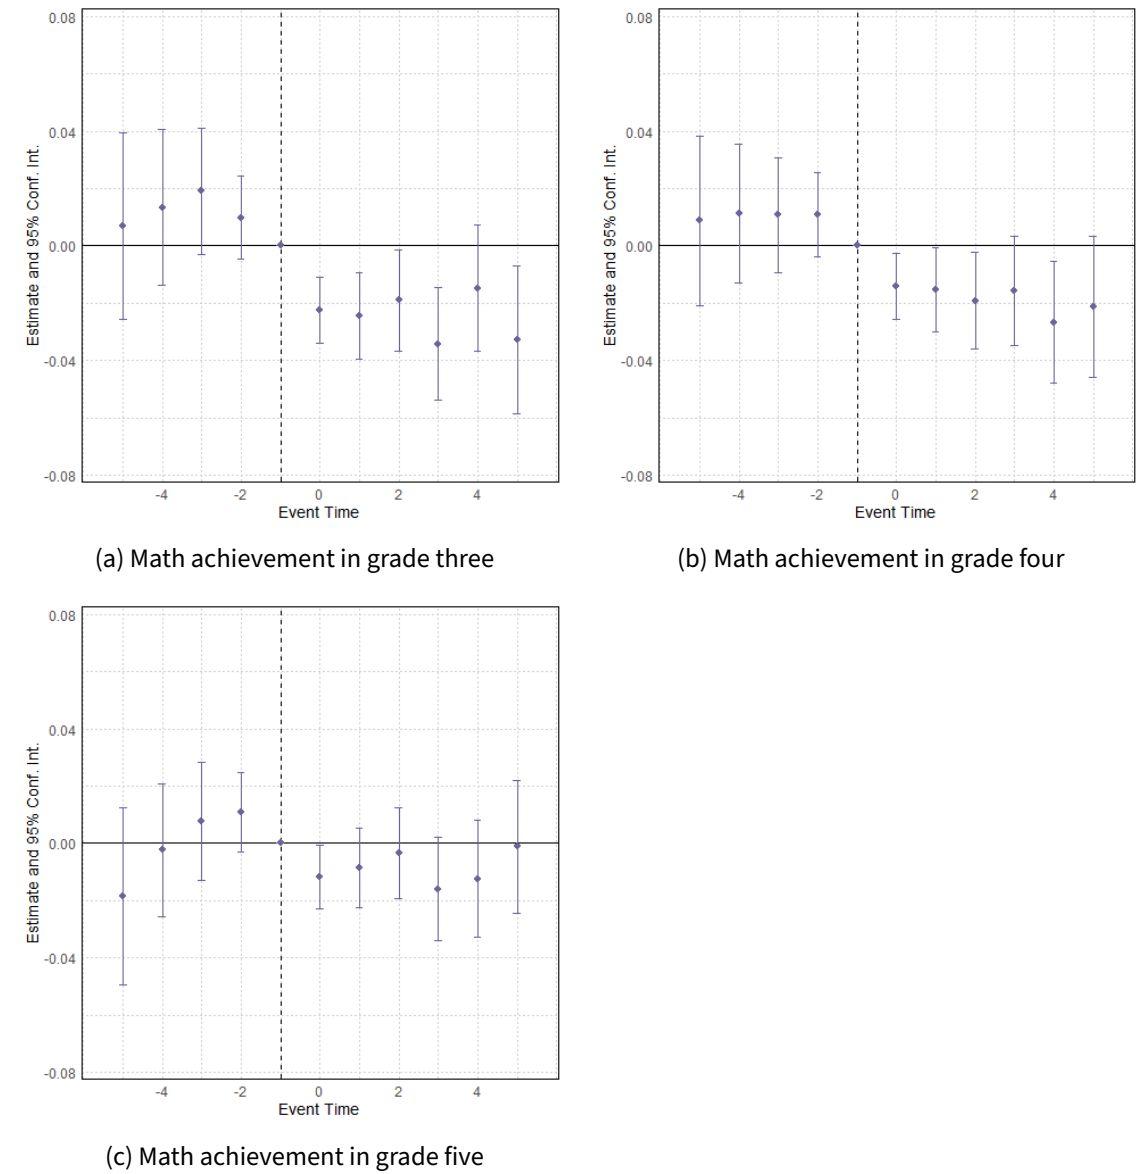 0.08
0.04
0.00
-0.04
-0.08
Estimate and 95% Conf. Int.
-4 -2 0 2 4
Event Time
(a) Math achievement in grade three
0.08
0.04
0.00
-0.04
-0.08
Estimate and 95% Conf. Int.
-4 -2 0 2 4
Event Time
(b) Math achievement in grade four
0.08
0.04
0.00
-0.04
-0.08
Estimate and 95% Conf. Int.
-4 -2 0 2 4
Event Time
(c) Math achievement in grade five